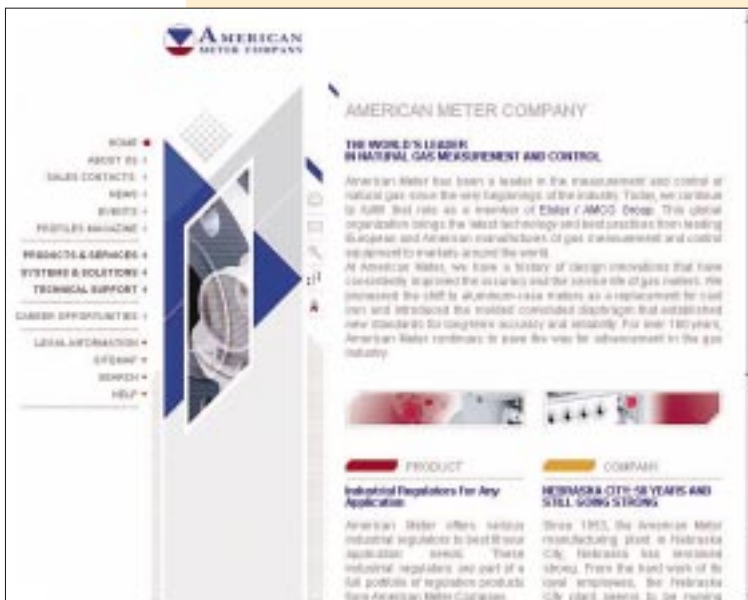 AMERICAN
METER COMPANY
HOME
ABOUT US
SALES CONTACTS
NEWS
EVENTS
PROFILES MAGAZINE
PRODUCTS & SERVICES
SYSTEMS & SOLUTIONS
TECHNICAL SUPPORT
CAREER OPPORTUNITIES
LEGAL INFORMATION
SITEMAP
SEARCH
HELP
AMERICAN METER COMPANY
THE WORLD'S LEADER
IN NATURAL GAS MEASUREMENT AND CONTROL
American Meter has been a leader in the measurement and control of
natural gas since the very beginnings of the industry. Today, we continue
to fulfill that role as a member of Elster / AMCO Group. This global
organization brings the latest technology and best practices from leading
European and American manufacturers of gas measurement and control
equipment to markets around the world.
At American Meter, we have a history of design innovations that have
consistently improved the accuracy and the service life of gas meters. We
pioneered the shift to aluminum-case meters as a replacement for cast
iron and introduced the molded convoluted diaphragm that established
new standards for long-term accuracy and reliability. For over 160 years,
American Meter continues to pave the way for advancement in the gas
industry.
PRODUCT
Industrial Regulators For Any
Application
American Meter offers various
industrial regulators to best fit your
application needs. These
industrial regulators are part of a
full portfolio of regulation products
from American Meter Company.
COMPANY
NEBRASKA CITY: 50 YEARS AND
STILL GOING STRONG
Since 1953, the American Meter
manufacturing plant in Nebraska
City, Nebraska has remained
strong. From the hard work of its
loyal employees, the Nebraska
City plant seems to be running